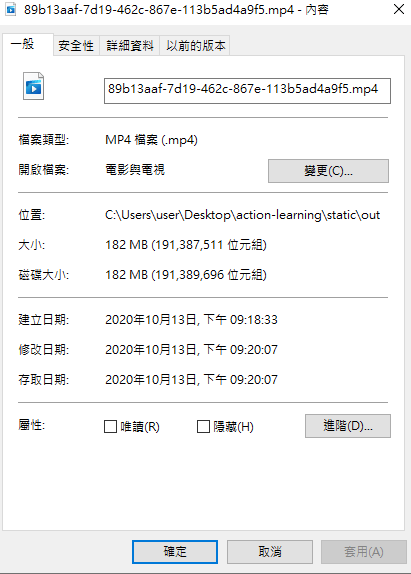 89b13aaf-7d19-462c-867e-113b5ad4a9f5.mp4 - 內容
一般 安全性 詳細資料 以前的版本
89b13aaf-7d19-462c-867e-113b5ad4a9f5.mp4
檔案類型: MP4 檔案 (.mp4)
開啟檔案: 電影與電視 變更(C)...
位置: C:\Users\user\Desktop\action-learning\static\out
大小: 182 MB (191,387,511 位元組)
磁碟大小: 182 MB (191,389,696 位元組)
建立日期: 2020年10月13日, 下午 09:18:33
修改日期: 2020年10月13日, 下午 09:20:07
存取日期: 2020年10月13日, 下午 09:20:07
屬性: 唯讀(R) 隱藏(H) 進階(D)...
確定 取消 套用(A)